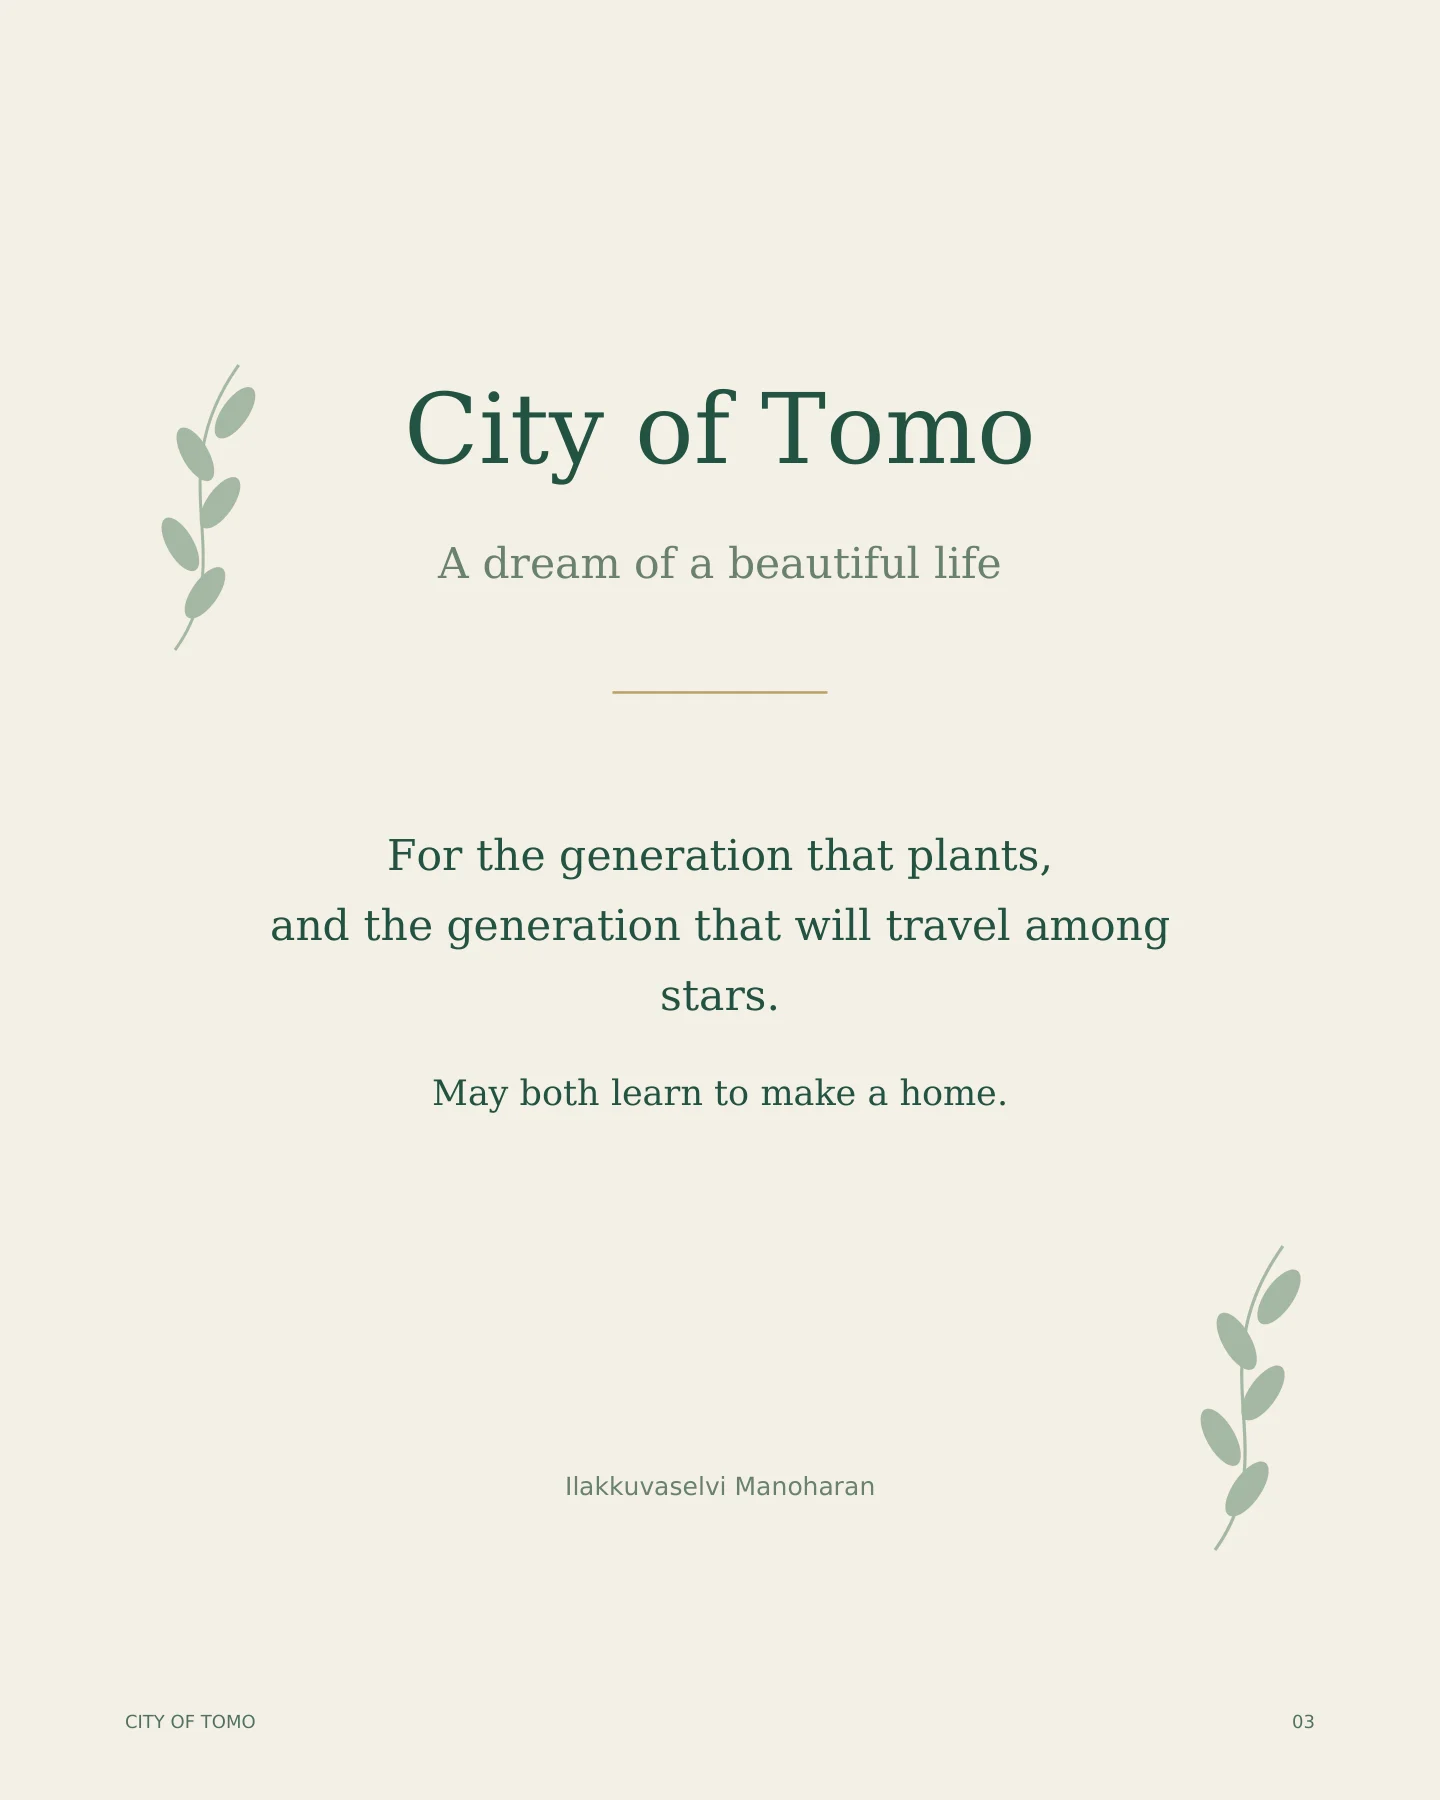 City of Tomo
A dream of a beautiful life
For the generation that plants,
and the generation that will travel among
stars.
May both learn to make a home.
Ilakkuvaselvi Manoharan
CITY OF TOMO
03